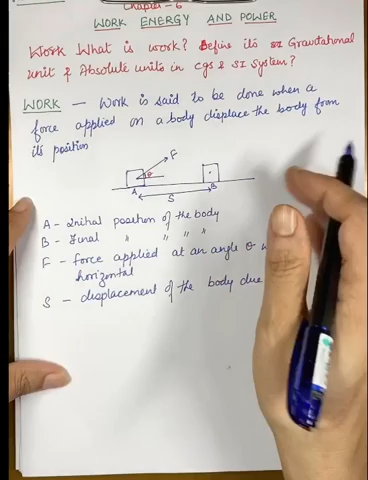 Chapter - 6
WORK ENERGY AND POWER
Work What is work? Define its SI Gravitational
unit & Absolute units in cgs & SI System?
WORK — Work is said to be done when a
force applied on a body displace the body from
its position
F
θ
A
B
S
A - Initial position of the body
B - Final " " " "
F - force applied at an angle θ w
horizontal
S - displacement of the body due